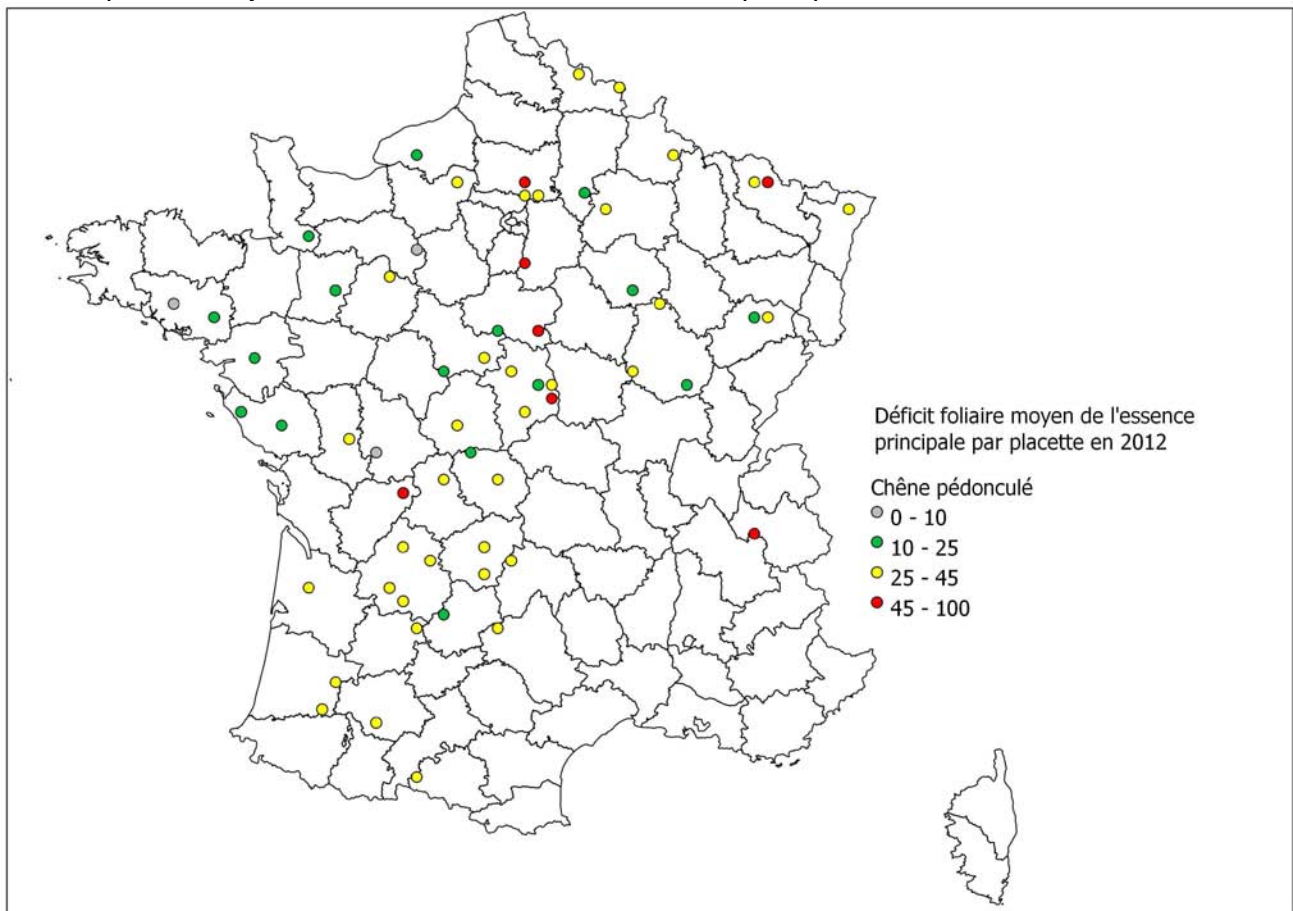 Déficit foliaire moyen de l'essence
principale par placette en 2012
Chêne pédonculé
0 - 10
10 - 25
25 - 45
45 - 100